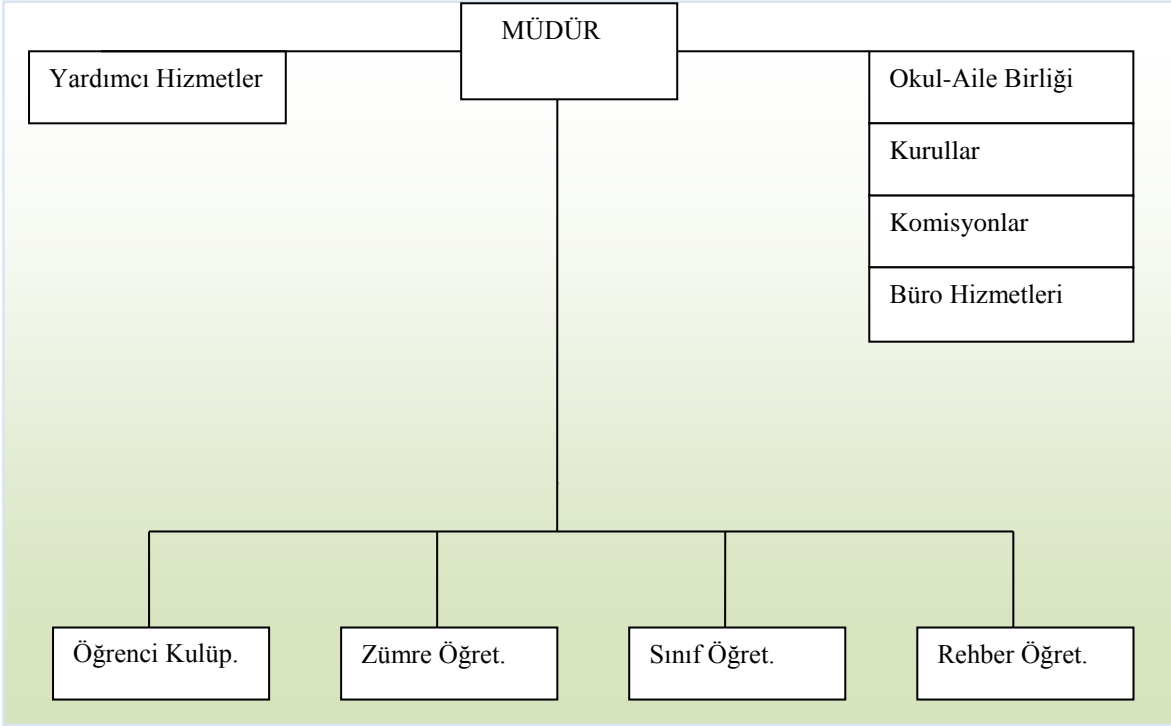 MÜDÜR
Yardımcı Hizmetler
Okul-Aile Birliği
Kurullar
Komisyonlar
Büro Hizmetleri
Öğrenci Kulüp.
Zümre Öğret.
Sınıf Öğret.
Rehber Öğret.